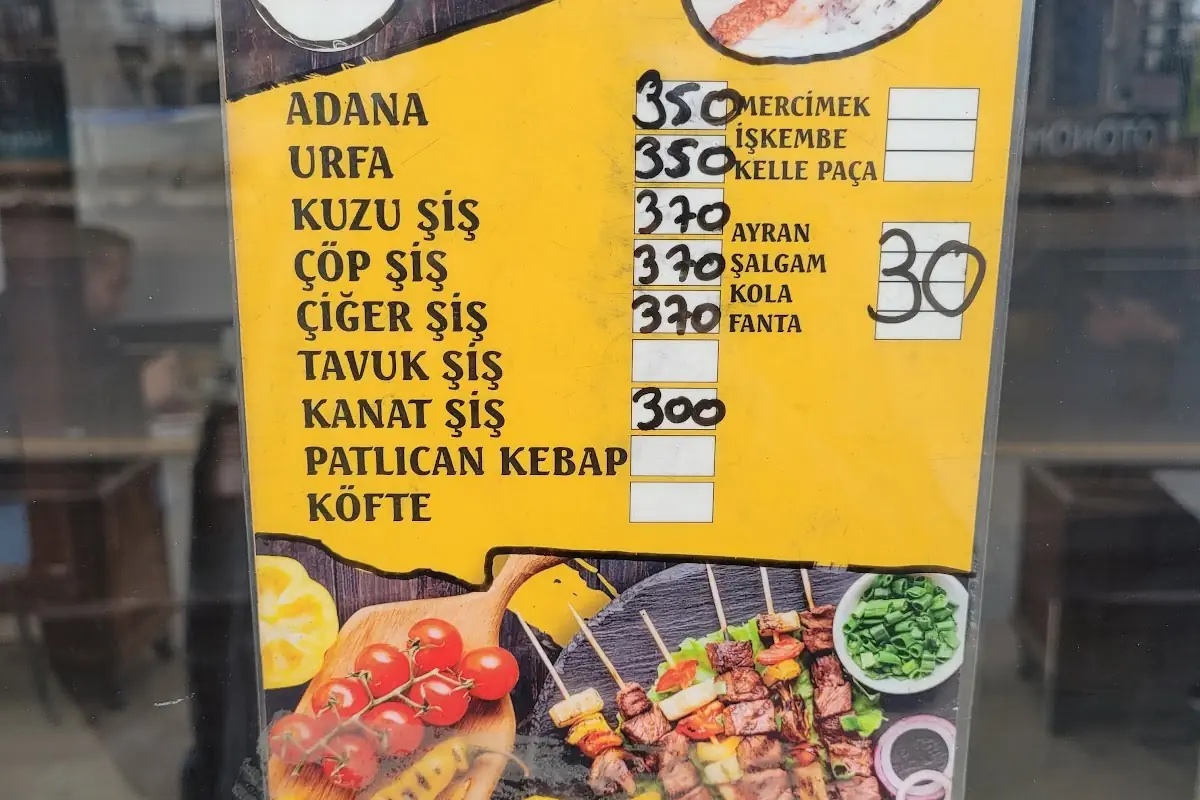 ADANA 350
URFA 350
KUZU ŞİŞ 370
ÇÖP ŞİŞ 370
ÇİĞER ŞİŞ 370
TAVUK ŞİŞ
KANAT ŞİŞ 300
PATLICAN KEBAP
KÖFTE
MERCİMEK
İŞKEMBE
KELLE PAÇA
AYRAN
ŞALGAM
KOLA
FANTA
30